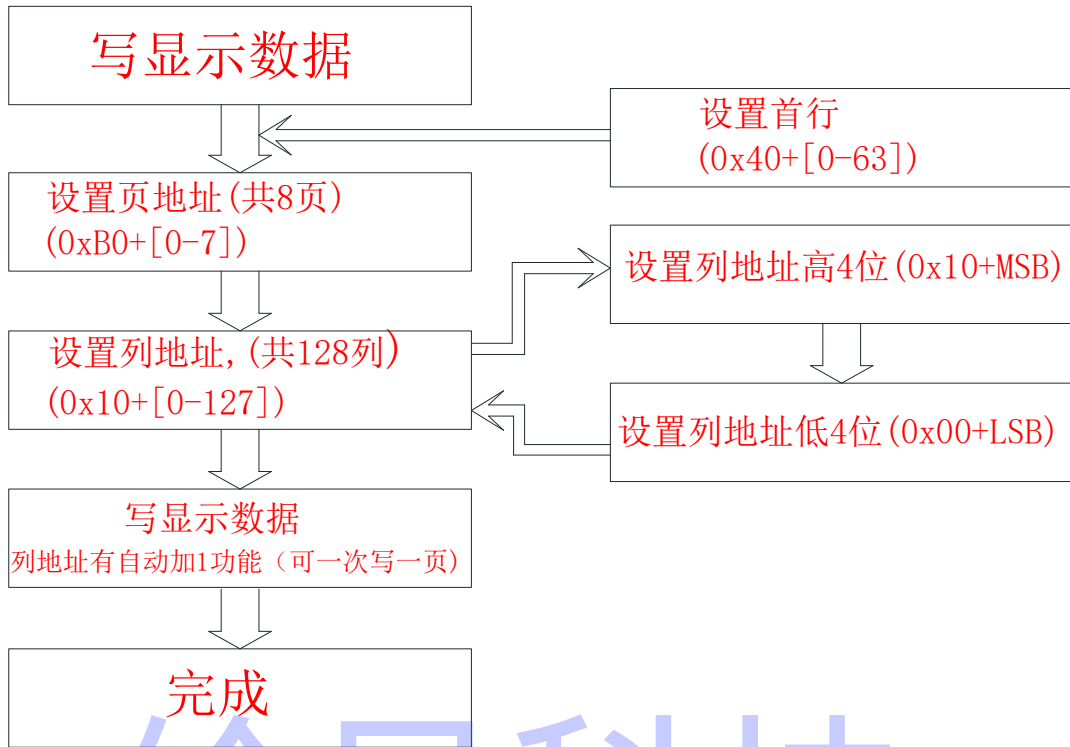 写显示数据
设置首行
(0x40+[0-63])
设置页地址(共8页)
(0xB0+[0-7])
设置列地址高4位(0x10+MSB)
设置列地址,(共128列)
(0x10+[0-127])
设置列地址低4位(0x00+LSB)
写显示数据
列地址有自动加1功能（可一次写一页)
完成